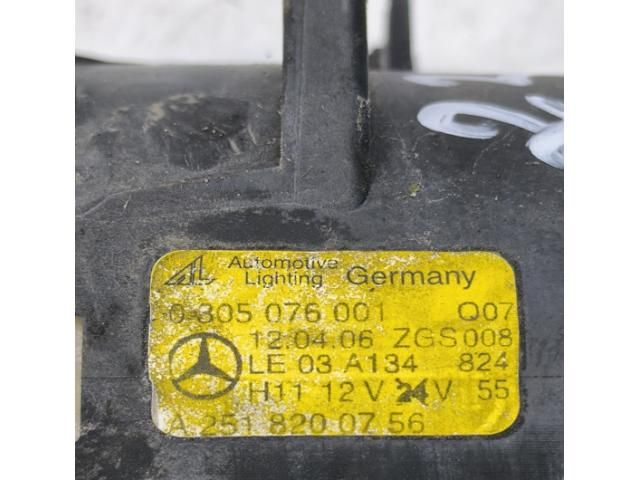 AL Automotive Lighting Germany
0 305 076 001 Q07
12.04.06 ZGS 008
LE 03 A134 824
H11 12 V 24 V 55
A 251 820 07 56